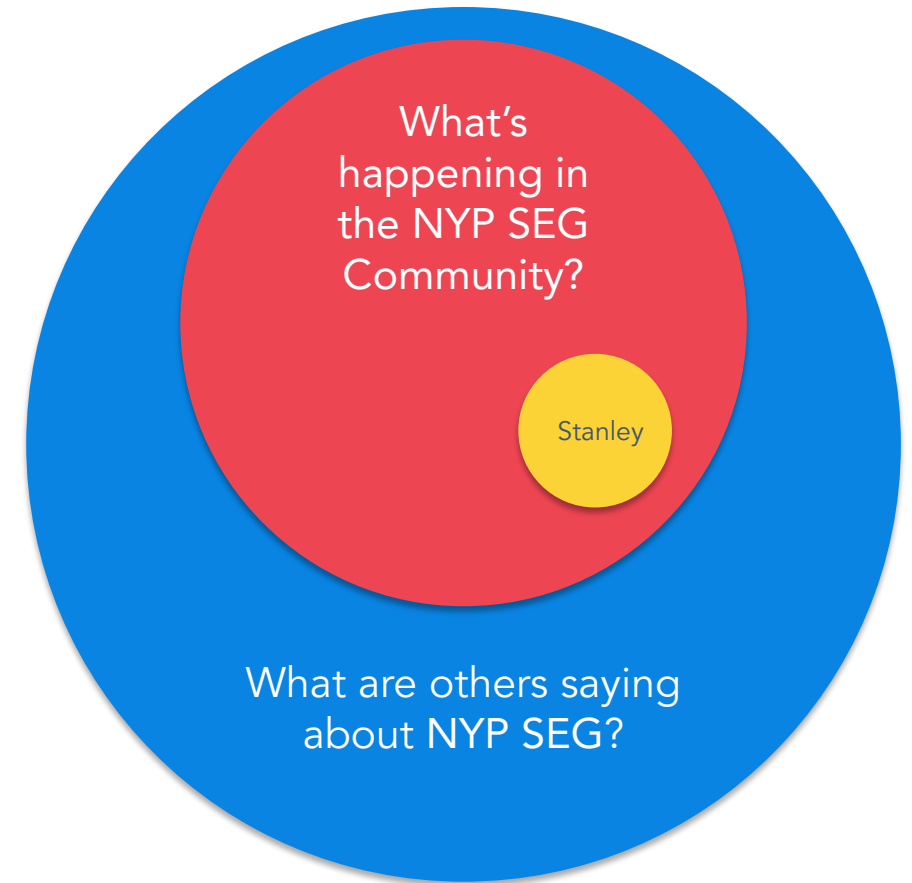 What's
happening in
the NYP SEG
Community?
Stanley
What are others saying
about NYP SEG?